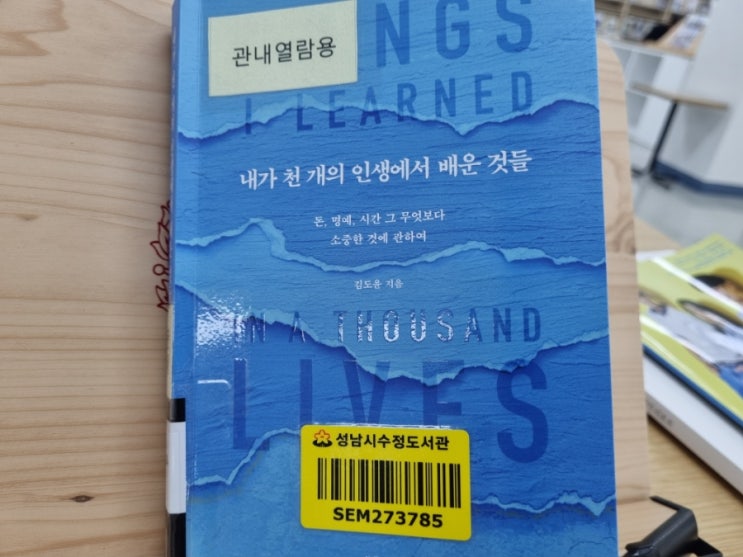 관내열람용
NGS
I LEARNED
내가 천 개의 인생에서 배운 것들
돈, 명예, 시간 그 무엇보다
소중한 것에 관하여
김도윤 지음
IN A THOUSAND
LIVES
성남시수정도서관
SEM273785